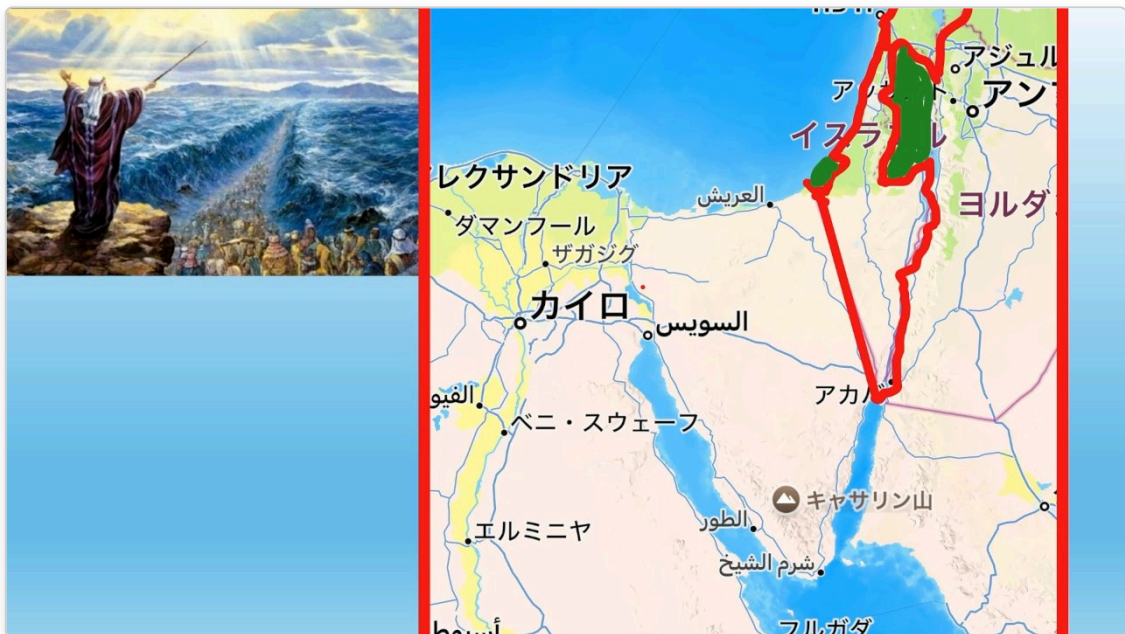 アジュル
アン
イスラエル
レクサンドリア
العريش
ヨルダ
ダマンフール
ザガジグ
カイロ
السويس
アカバ
الفيو
ベニ・スウェーフ
キャサリン山
الطور
エルミニヤ
شرم الشيخ
フルガダ
أسيوط